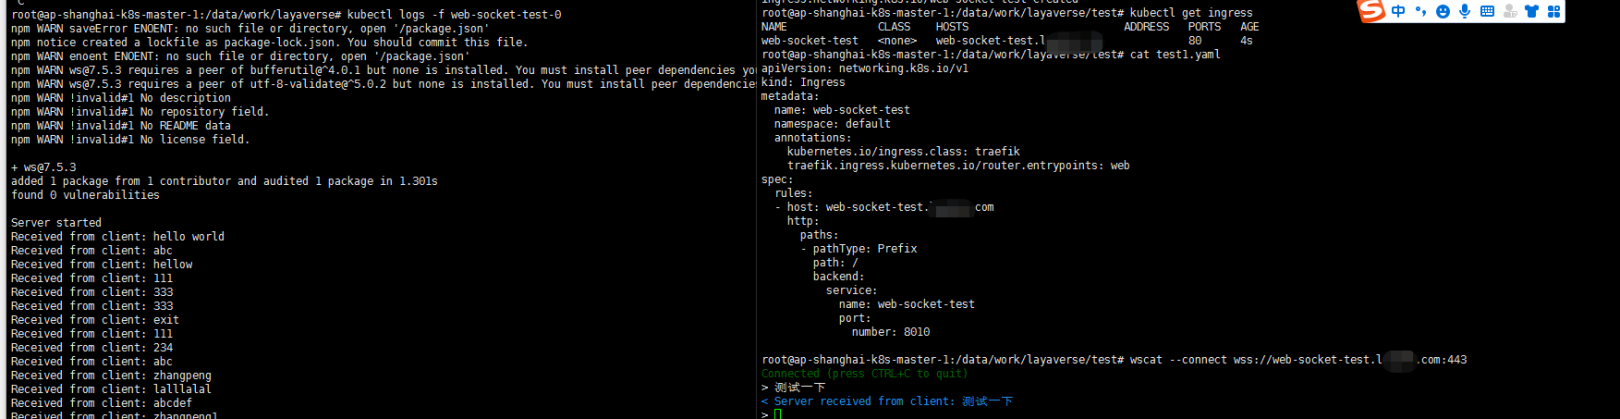 ^C
root@ap-shanghai-k8s-master-1:/data/work/layaverse# kubectl logs -f web-socket-test-0
npm WARN saveError ENOENT: no such file or directory, open '/package.json'
npm notice created a lockfile as package-lock.json. You should commit this file.
npm WARN enoent ENOENT: no such file or directory, open '/package.json'
npm WARN ws@7.5.3 requires a peer of bufferutil@^4.0.1 but none is installed. You must install peer dependencies yo
npm WARN ws@7.5.3 requires a peer of utf-8-validate@^5.0.2 but none is installed. You must install peer dependencie
npm WARN !invalid#1 No description
npm WARN !invalid#1 No repository field.
npm WARN !invalid#1 No README data
npm WARN !invalid#1 No license field.
+ ws@7.5.3
added 1 package from 1 contributor and audited 1 package in 1.301s
found 0 vulnerabilities
Server started
Received from client: hello world
Received from client: abc
Received from client: hellow
Received from client: 111
Received from client: 333
Received from client: 333
Received from client: exit
Received from client: 111
Received from client: 234
Received from client: abc
Received from client: zhangpeng
Received from client: lalllalal
Received from client: abcdef
Received from client: zhangpeng1
ingress.networking.k8s.io/web-socket-test created
root@ap-shanghai-k8s-master-1:/data/work/layaverse/test# kubectl get ingress
NAME CLASS HOSTS ADDRESS PORTS AGE
web-socket-test <none> web-socket-test.l 80 4s
root@ap-shanghai-k8s-master-1:/data/work/layaverse/test# cat test1.yaml
apiVersion: networking.k8s.io/v1
kind: Ingress
metadata:
  name: web-socket-test
  namespace: default
  annotations:
    kubernetes.io/ingress.class: traefik
    traefik.ingress.kubernetes.io/router.entrypoints: web
spec:
  rules:
  - host: web-socket-test. com
    http:
      paths:
      - pathType: Prefix
        path: /
        backend:
          service:
            name: web-socket-test
            port:
              number: 8010
root@ap-shanghai-k8s-master-1:/data/work/layaverse/test# wscat --connect wss://web-socket-test.l .com:443
Connected (press CTRL+C to quit)
> 测试一下
< Server received from client: 测试一下
>
S 中